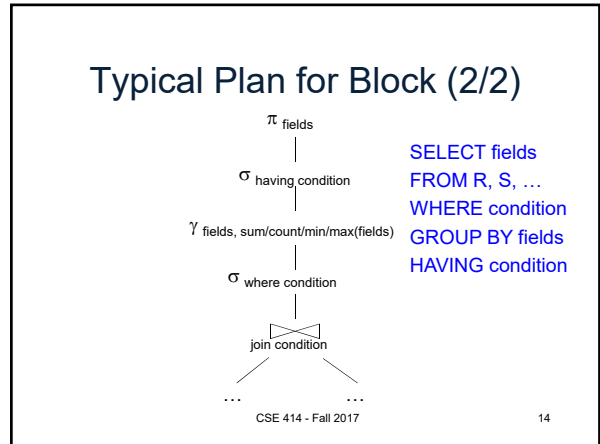 Typical Plan for Block (2/2)
π fields
σ having condition
γ fields, sum/count/min/max(fields)
σ where condition
join condition
… …
SELECT fields
FROM R, S, …
WHERE condition
GROUP BY fields
HAVING condition
CSE 414 - Fall 2017 14